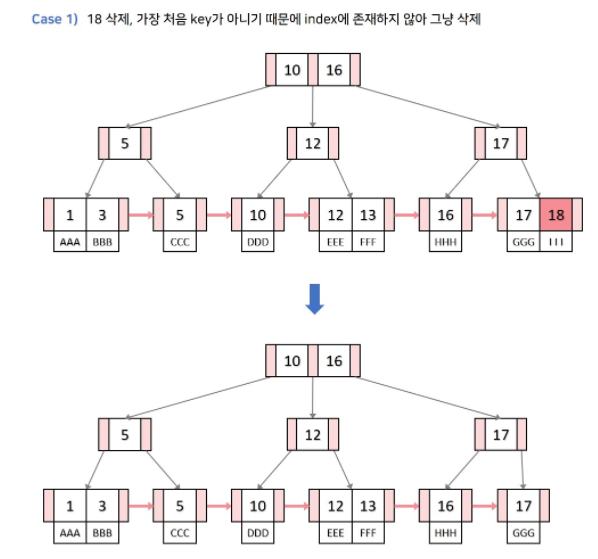 Case 1) 18 삭제, 가장 처음 key가 아니기 때문에 index에 존재하지 않아 그냥 삭제
10 16
5 12 17
1 3 5 10 12 13 16 17 18
AAA BBB CCC DDD EEE FFF HHH GGG III
10 16
5 12 17
1 3 5 10 12 13 16 17
AAA BBB CCC DDD EEE FFF HHH GGG